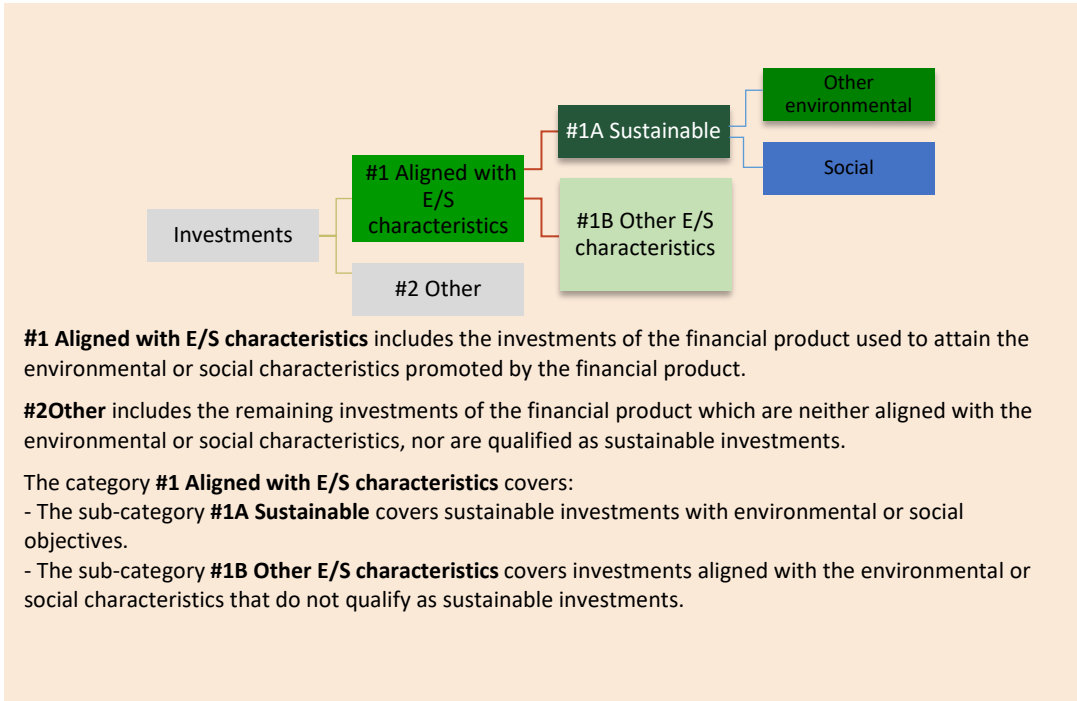 Other
environmental
#1A Sustainable
Social
#1 Aligned with
E/S
characteristics
#1B Other E/S
characteristics
Investments
#2 Other
#1 Aligned with E/S characteristics includes the investments of the financial product used to attain the
environmental or social characteristics promoted by the financial product.
#2Other includes the remaining investments of the financial product which are neither aligned with the
environmental or social characteristics, nor are qualified as sustainable investments.
The category #1 Aligned with E/S characteristics covers:
- The sub-category #1A Sustainable covers sustainable investments with environmental or social
objectives.
- The sub-category #1B Other E/S characteristics covers investments aligned with the environmental or
social characteristics that do not qualify as sustainable investments.